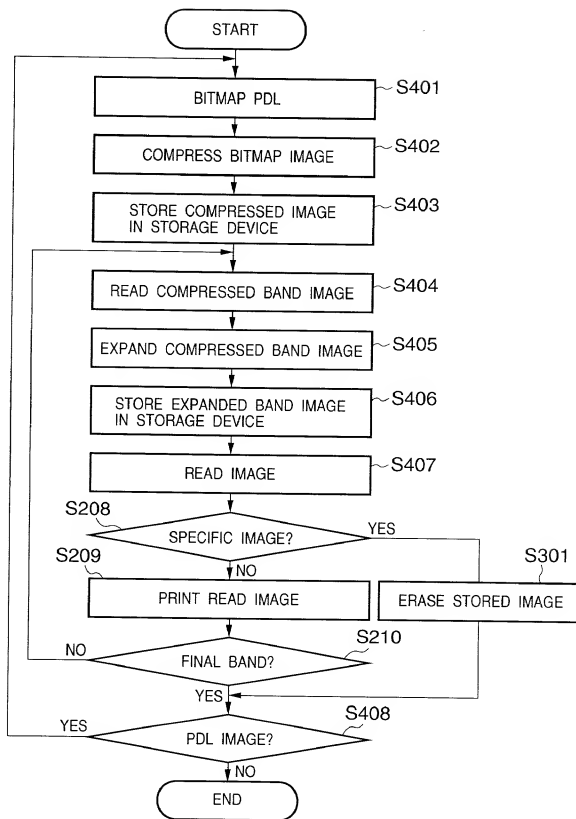 START
BITMAP PDL
S401
COMPRESS BITMAP IMAGE
S402
STORE COMPRESSED IMAGE
IN STORAGE DEVICE
S403
READ COMPRESSED BAND IMAGE
S404
EXPAND COMPRESSED BAND IMAGE
S405
STORE EXPANDED BAND IMAGE
IN STORAGE DEVICE
S406
READ IMAGE
S407
S208
SPECIFIC IMAGE?
YES
NO
S209
PRINT READ IMAGE
S301
ERASE STORED IMAGE
NO
FINAL BAND?
S210
YES
YES
PDL IMAGE?
S408
NO
END